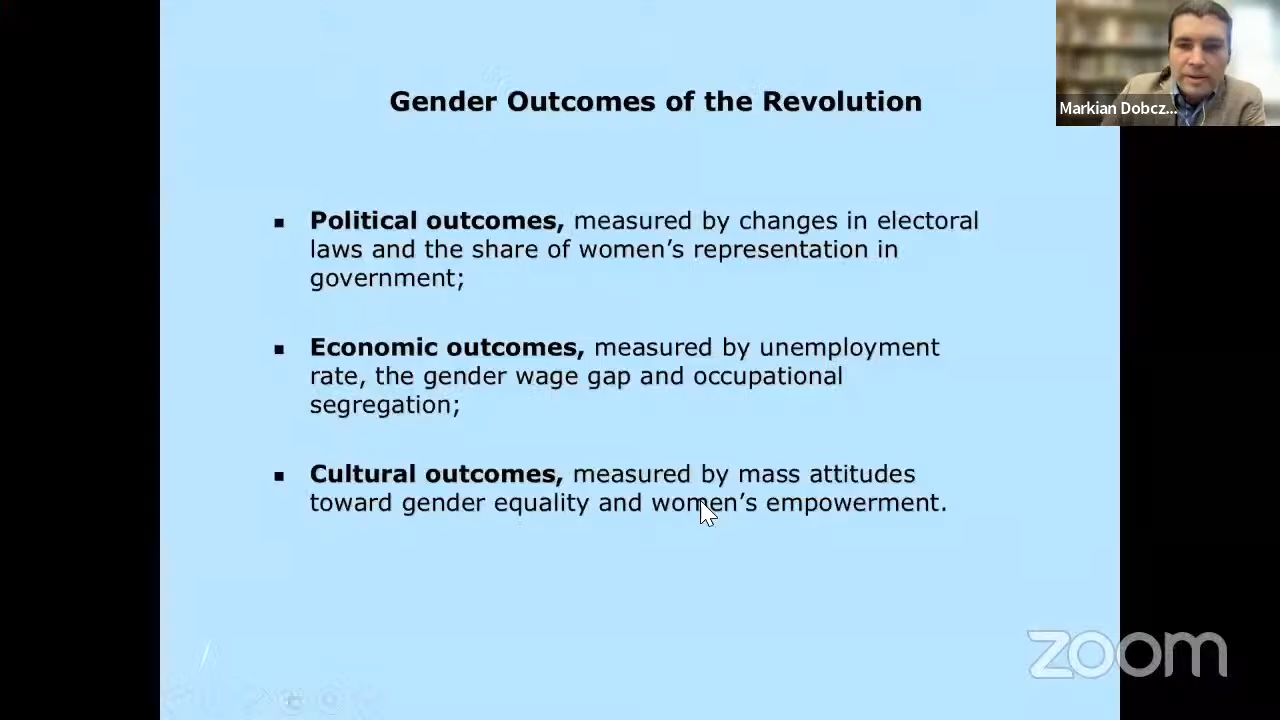 Gender Outcomes of the Revolution
Markian Dobcz...
▪ Political outcomes, measured by changes in electoral
laws and the share of women’s representation in
government;
▪ Economic outcomes, measured by unemployment
rate, the gender wage gap and occupational
segregation;
▪ Cultural outcomes, measured by mass attitudes
toward gender equality and women’s empowerment.
zoom